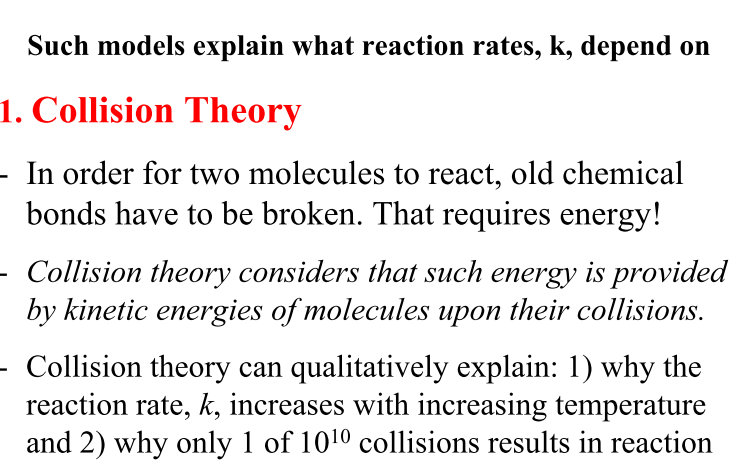 Such models explain what reaction rates, k, depend on
1. Collision Theory
- In order for two molecules to react, old chemical
bonds have to be broken. That requires energy!
- Collision theory considers that such energy is provided
by kinetic energies of molecules upon their collisions.
- Collision theory can qualitatively explain: 1) why the
reaction rate, k, increases with increasing temperature
and 2) why only 1 of 10¹⁰ collisions results in reaction